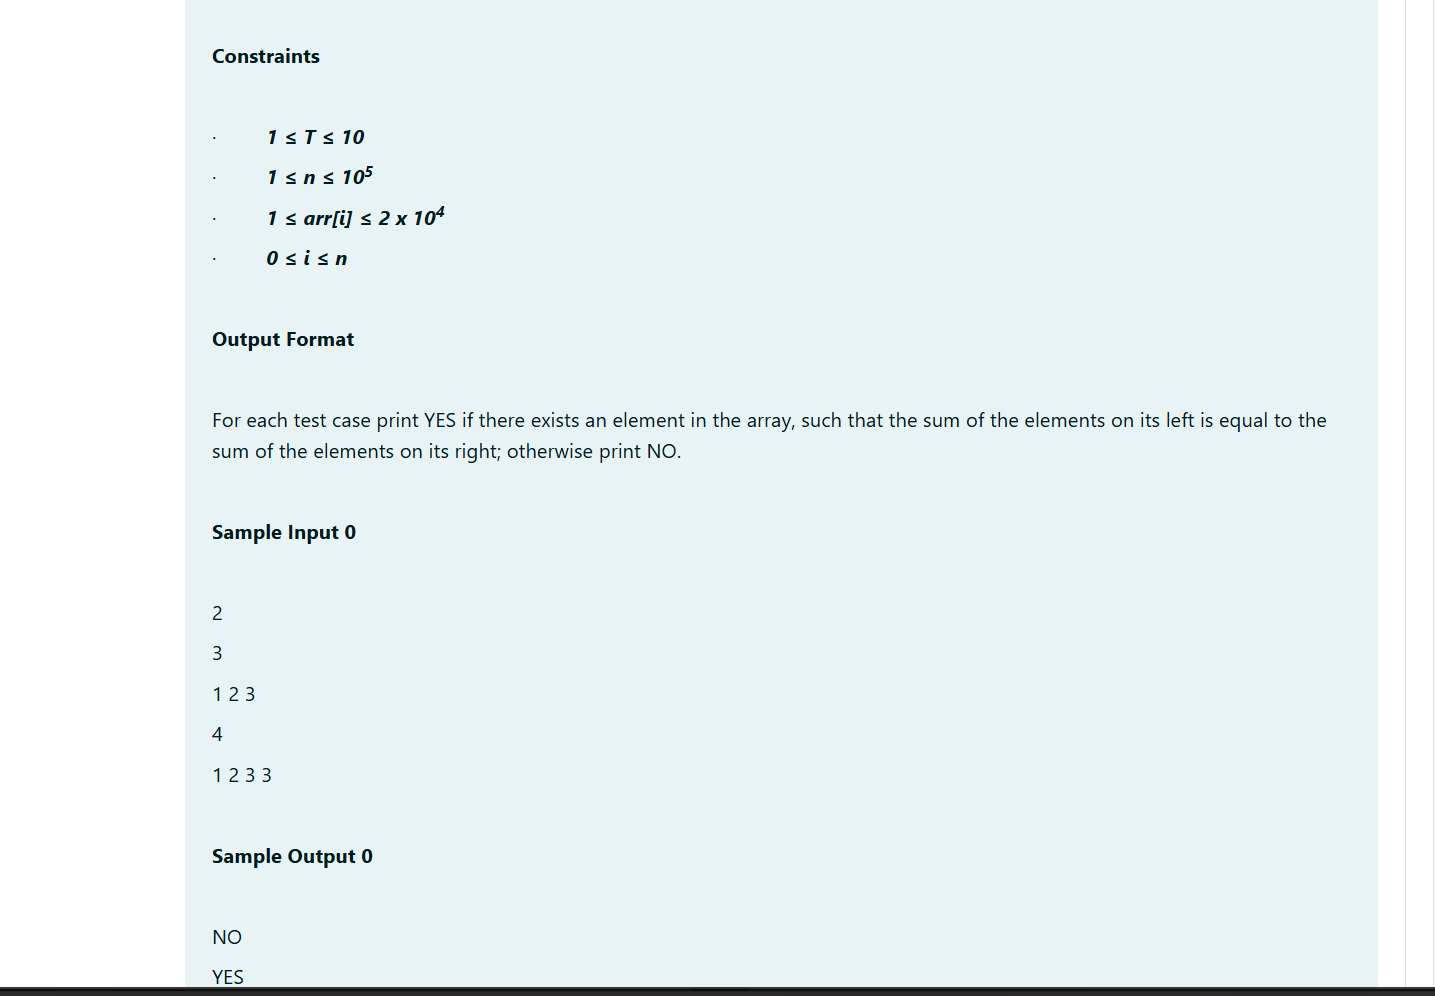 Constraints
· 1 ≤ T ≤ 10
· 1 ≤ n ≤ 10⁵
· 1 ≤ arr[i] ≤ 2 x 10⁴
· 0 ≤ i ≤ n
Output Format
For each test case print YES if there exists an element in the array, such that the sum of the elements on its left is equal to the
sum of the elements on its right; otherwise print NO.
Sample Input 0
2
3
1 2 3
4
1 2 3 3
Sample Output 0
NO
YES